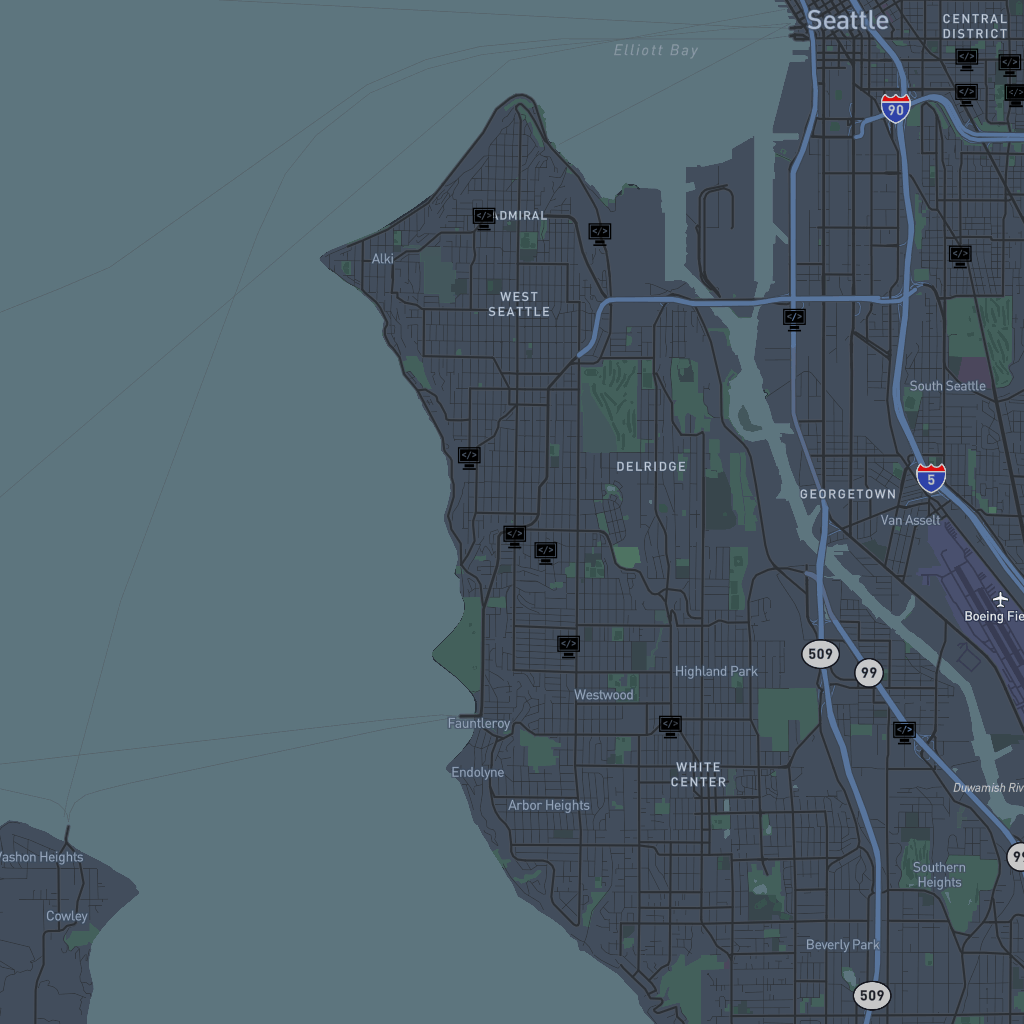 Seattle
CENTRAL
DISTRICT
Elliott Bay
</>
</>
</>
</>
90
</>
ADMIRAL
</>
</>
Alki
WEST
SEATTLE
</>
South Seattle
</>
DELRIDGE
5
GEORGETOWN
Van Asselt
</>
</>
Boeing Fie
</>
509
99
Highland Park
Westwood
Fauntleroy
</>
</>
WHITE
CENTER
Endolyne
Duwamish Riv
Arbor Heights
Vashon Heights
99
Southern
Heights
Cowley
Beverly Park
509